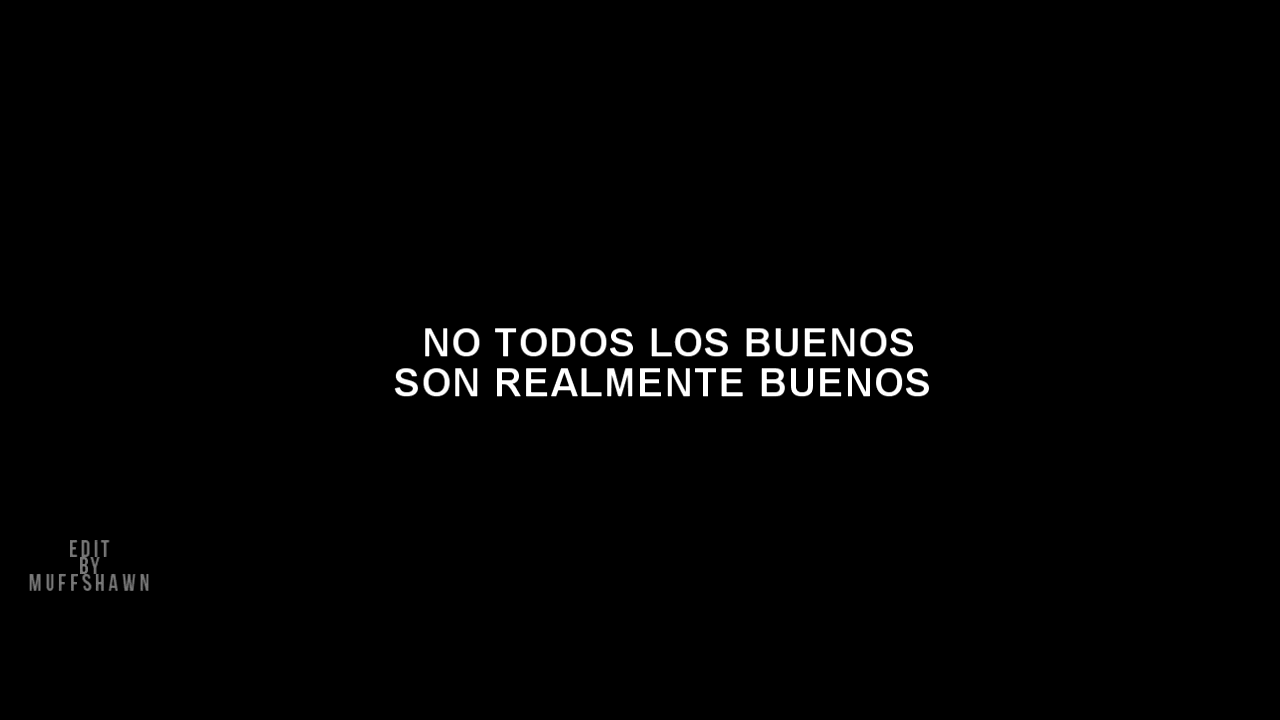 NO TODOS LOS BUENOS
SON REALMENTE BUENOS
EDIT
BY
MUFFSHAWN